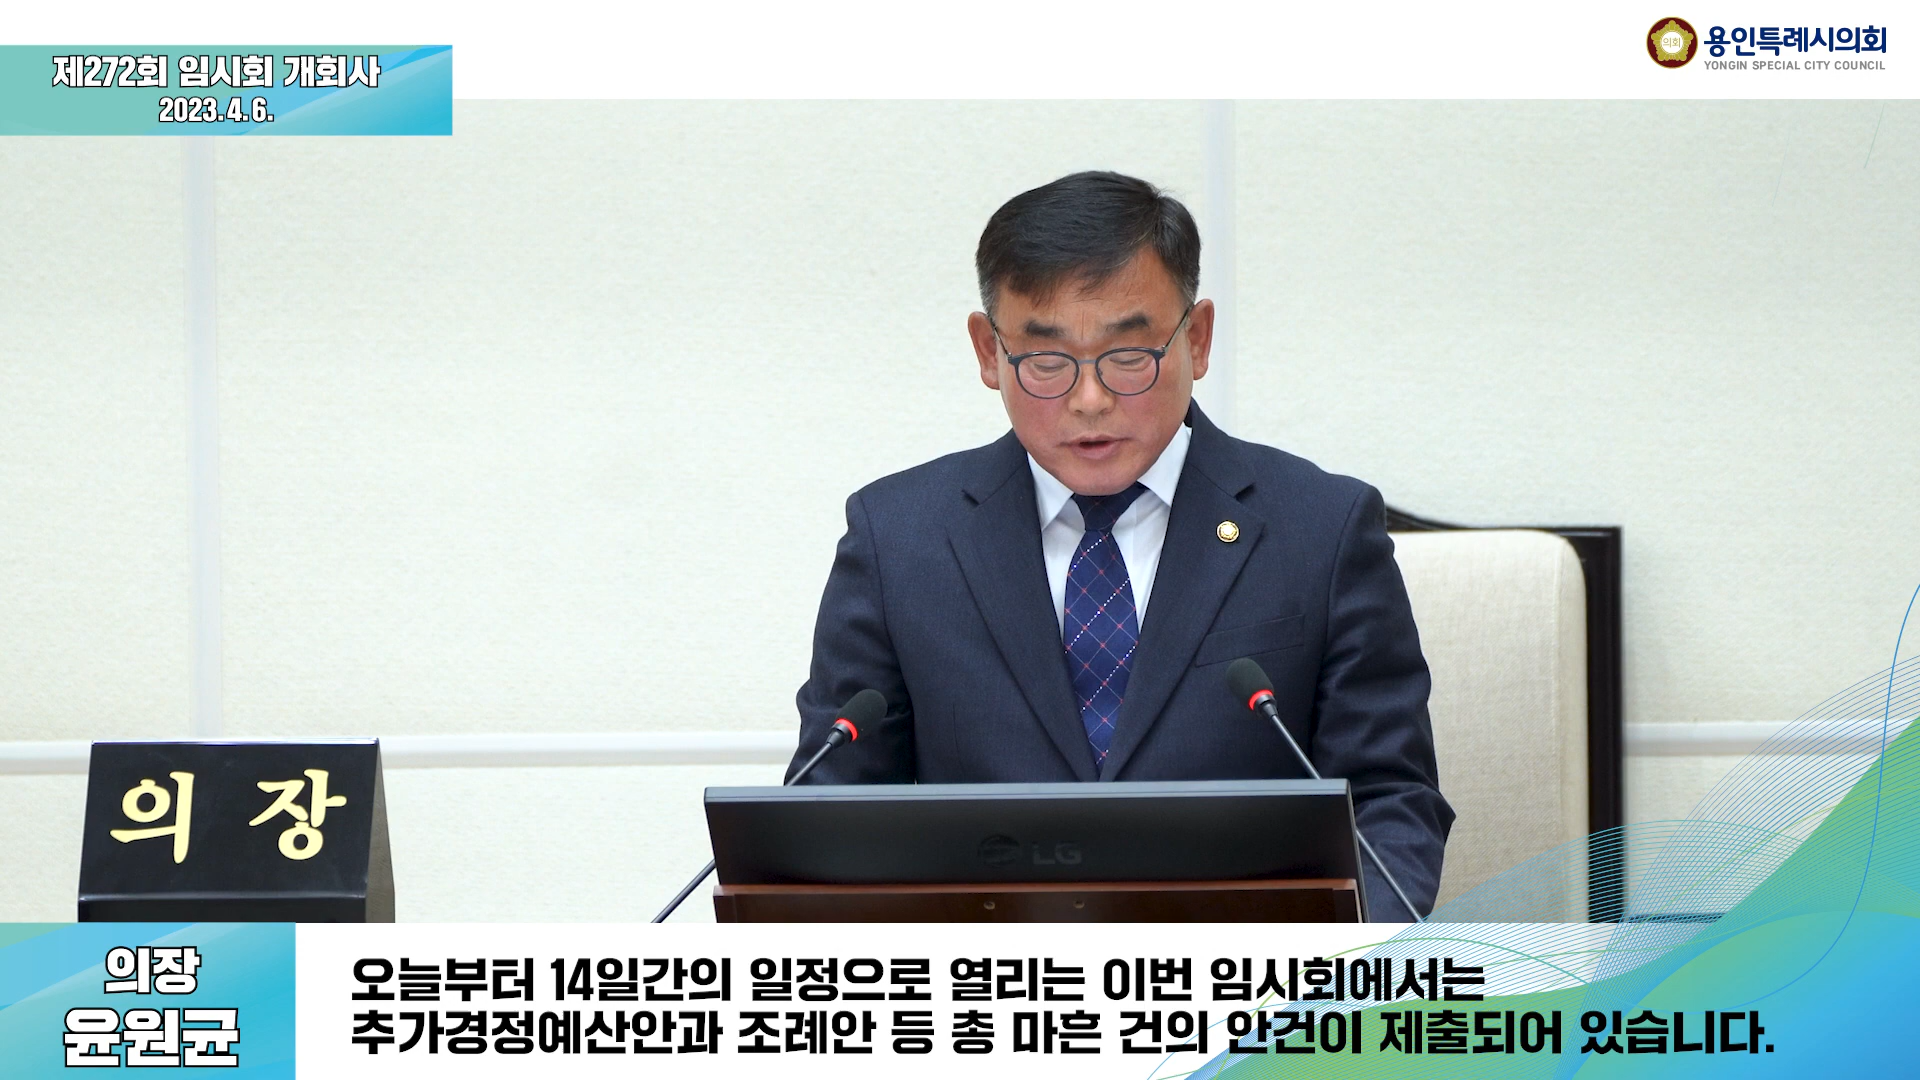 제272회 임시회 개회사
2023.4.6.
의회
용인특례시의회
YONGIN SPECIAL CITY COUNCIL
의 장
LG
의장
윤원균
오늘부터 14일간의 일정으로 열리는 이번 임시회에서는
추가경정예산안과 조례안 등 총 마흔 건의 안건이 제출되어 있습니다.